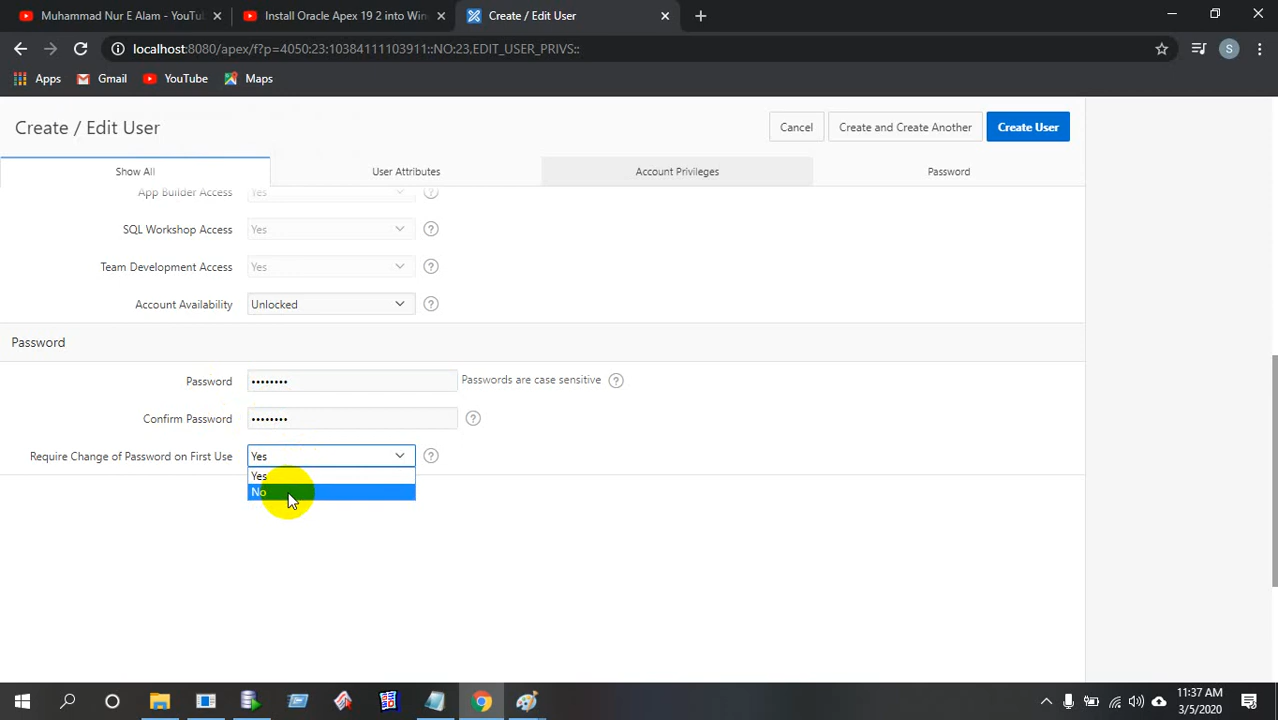 Muhammad Nur E Alam - YouTu
Install Oracle Apex 19 2 into Win
Create / Edit User
localhost:8080/apex/f?p=4050:23:10384111103911::NO:23,EDIT_USER_PRIVS::
S
Apps
Gmail
YouTube
Maps
Create / Edit User
Cancel
Create and Create Another
Create User
Show All
User Attributes
Account Privileges
Password
App Builder Access
Yes
?
SQL Workshop Access
Yes
?
Team Development Access
Yes
?
Account Availability
Unlocked
?
Password
Password
••••••••
Passwords are case sensitive
?
Confirm Password
••••••••
?
Require Change of Password on First Use
Yes
?
Yes
No
11:37 AM
3/5/2020